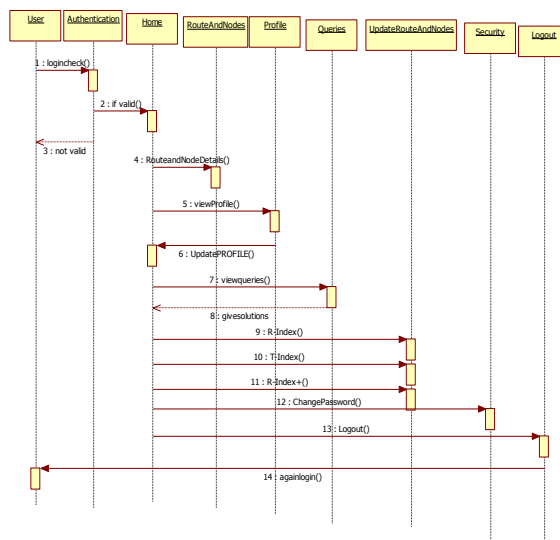 User
Authentication
Home
RouteAndNodes
Profile
Queries
UpdateRouteAndNodes
Security
Logout
1 : logincheck()
2 : if valid()
3 : not valid
4 : RouteandNodeDetails()
5 : viewProfile()
6 : UpdatePROFILE()
7 : viewqueries()
8 : givesolutions
9 : R-Index()
10 : T-Index()
11 : R-Index+()
12 : ChangePassword()
13 : Logout()
14 : againlogin()